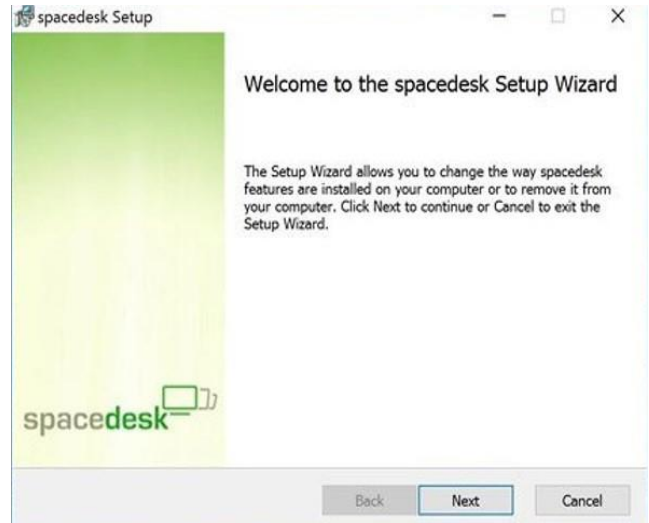 spacedesk Setup
Welcome to the spacedesk Setup Wizard
The Setup Wizard allows you to change the way spacedesk
features are installed on your computer or to remove it from
your computer. Click Next to continue or Cancel to exit the
Setup Wizard.
spacedesk
Back Next Cancel